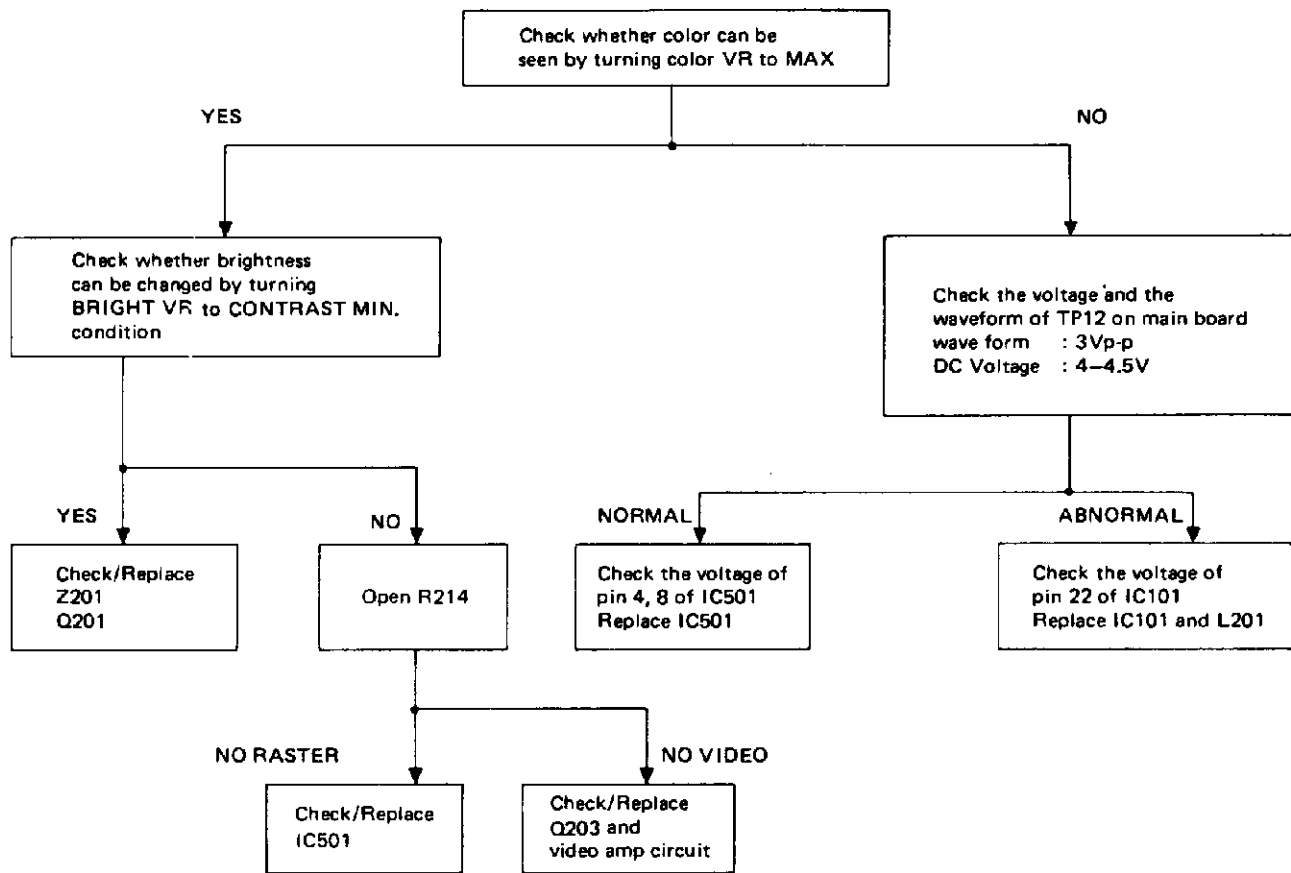 Check whether color can be
seen by turning color VR to MAX
YES
NO
Check whether brightness
can be changed by turning
BRIGHT VR to CONTRAST MIN.
condition
Check the voltage and the
waveform of TP12 on main board
wave form : 3Vp-p
DC Voltage : 4–4.5V
YES
NO
NORMAL
ABNORMAL
Check/Replace
Z201
Q201
Open R214
Check the voltage of
pin 4, 8 of IC501
Replace IC501
Check the voltage of
pin 22 of IC101
Replace IC101 and L201
NO RASTER
NO VIDEO
Check/Replace
IC501
Check/Replace
Q203 and
video amp circuit